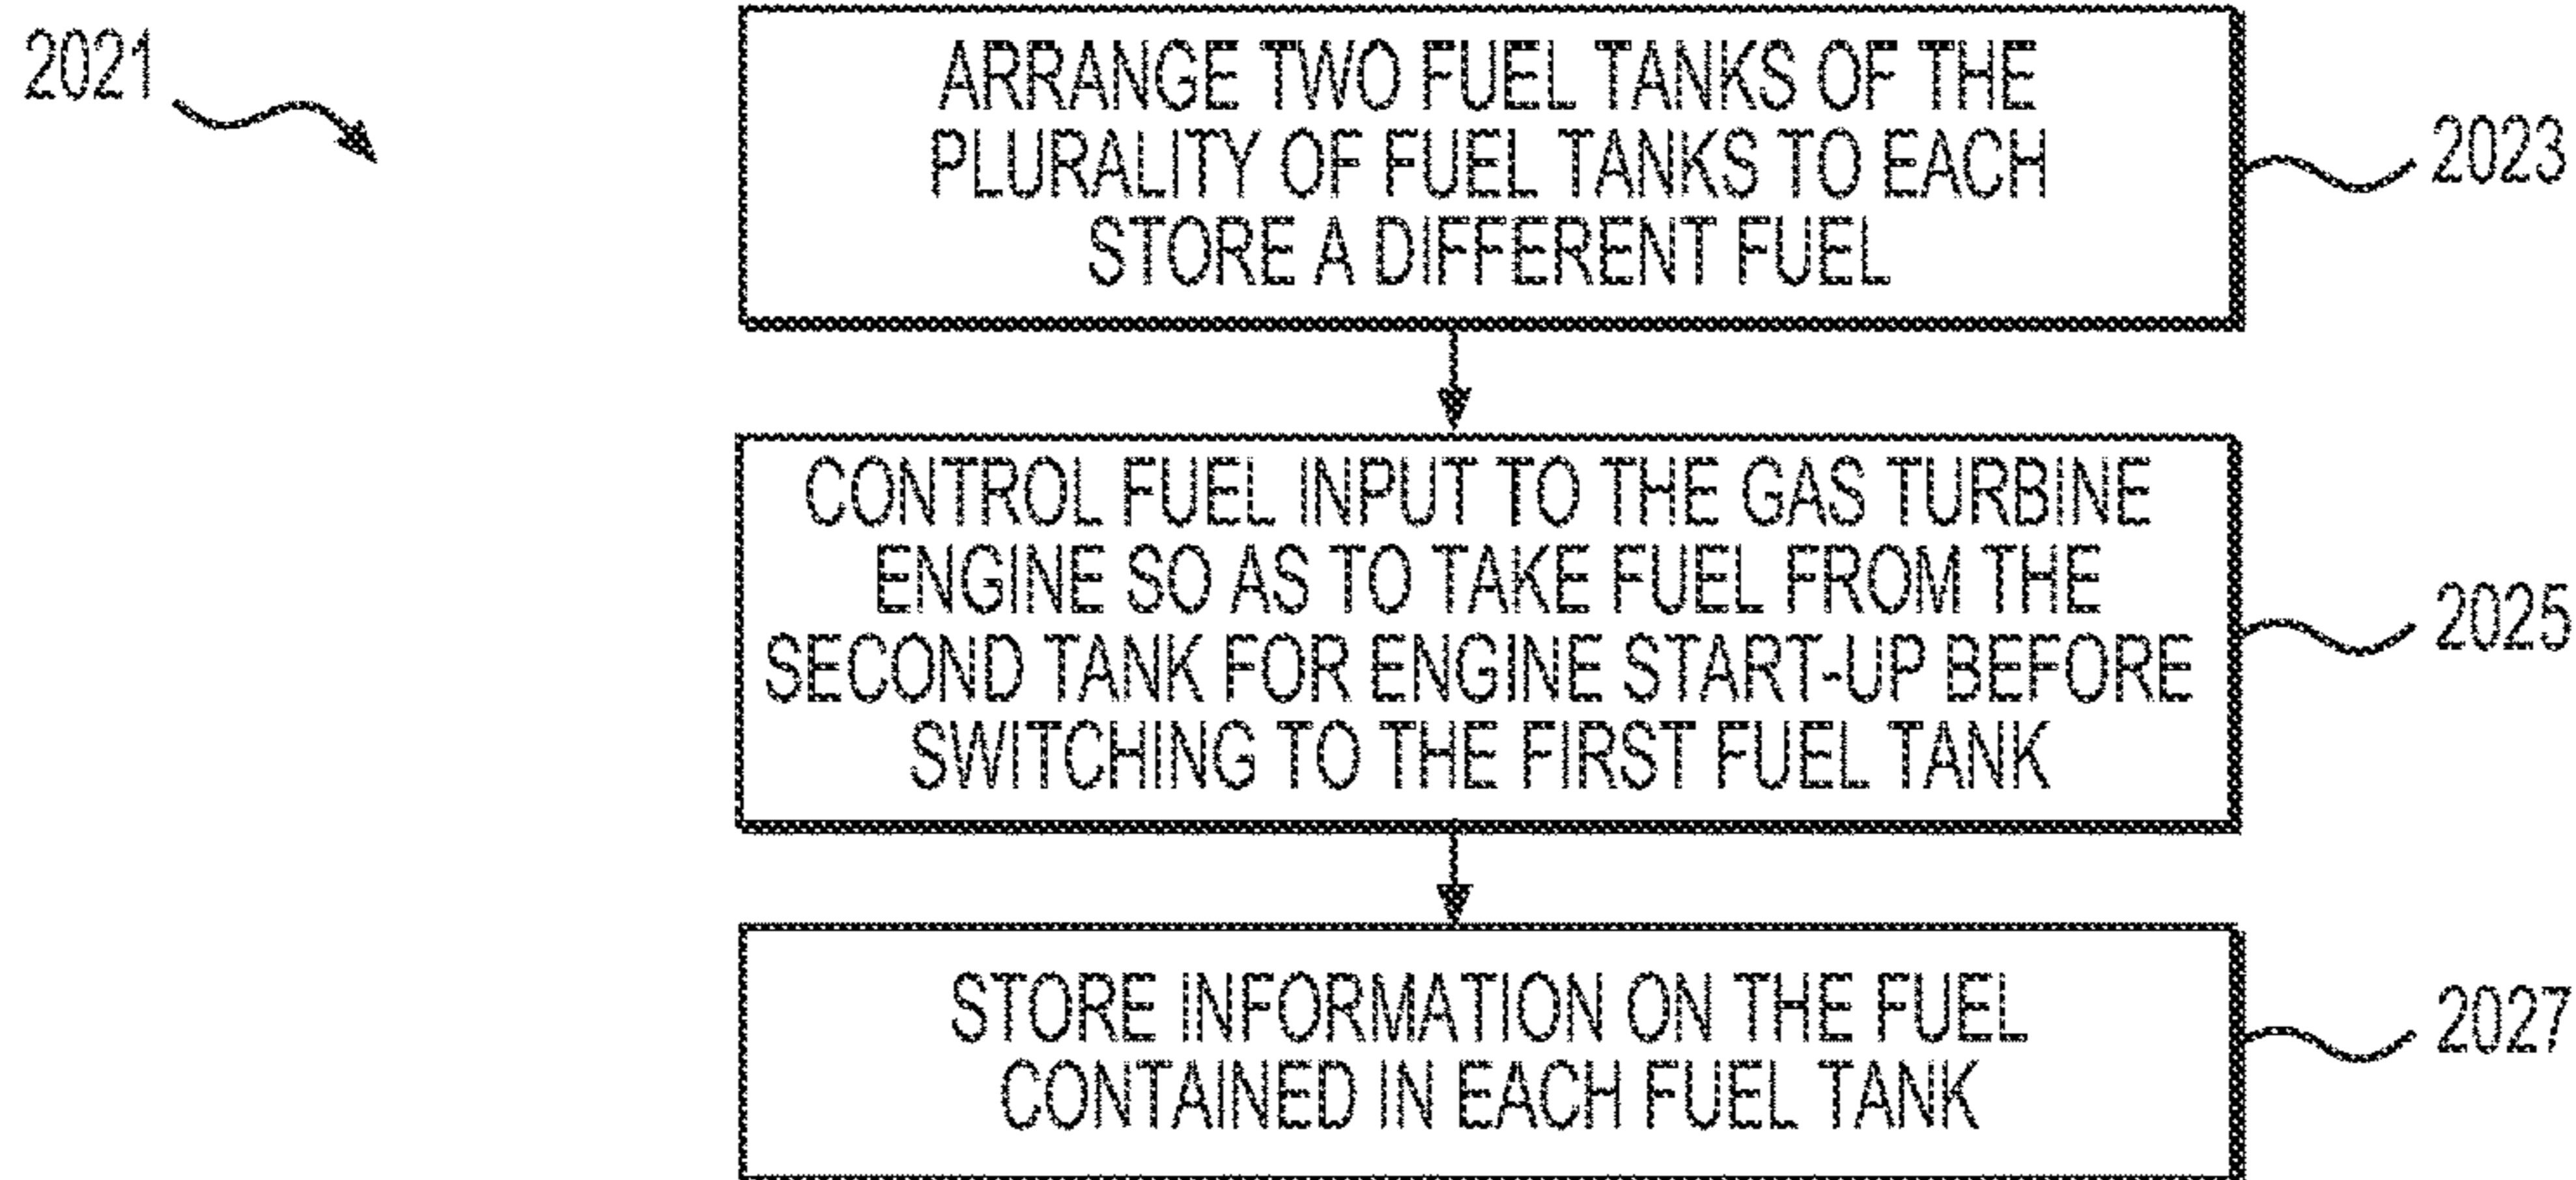 2021
ARRANGE TWO FUEL TANKS OF THE
PLURALITY OF FUEL TANKS TO EACH
STORE A DIFFERENT FUEL
2023
CONTROL FUEL INPUT TO THE GAS TURBINE
ENGINE SO AS TO TAKE FUEL FROM THE
SECOND TANK FOR ENGINE START-UP BEFORE
SWITCHING TO THE FIRST FUEL TANK
2025
STORE INFORMATION ON THE FUEL
CONTAINED IN EACH FUEL TANK
2027